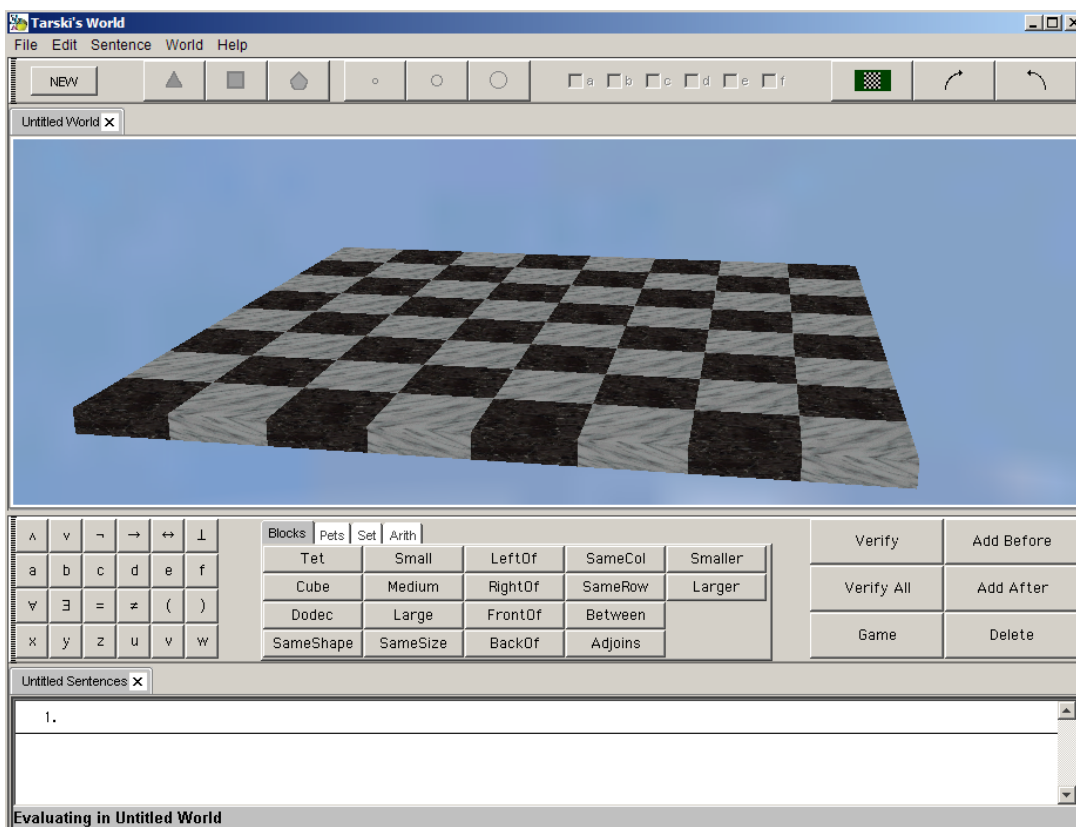 Tarski's World
File Edit Sentence World Help
NEW a b c d e f
Untitled World
∧ ∨ ¬ → ↔ ⊥
a b c d e f
∀ ∃ = ≠ ( )
x y z u v w
Blocks Pets Set Arith
Tet Small LeftOf SameCol Smaller
Cube Medium RightOf SameRow Larger
Dodec Large FrontOf Between
SameShape SameSize BackOf Adjoins
Verify Add Before
Verify All Add After
Game Delete
Untitled Sentences
1.
Evaluating in Untitled World